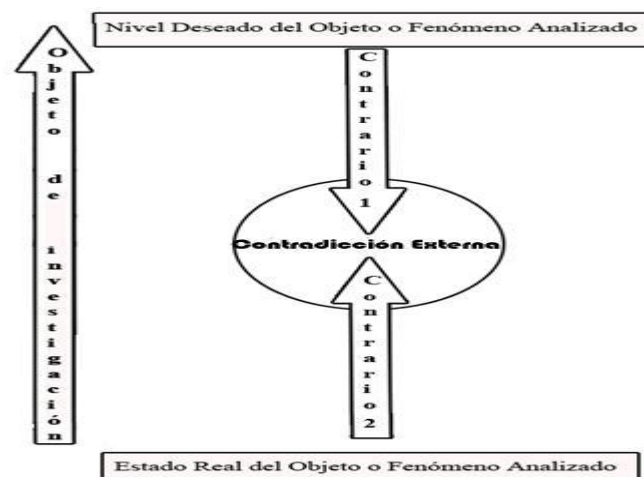 Nivel Deseado del Objeto o Fenómeno Analizado
Objeto de investigación
Contrario 1
Contradicción Externa
Contrario 2
Estado Real del Objeto o Fenómeno Analizado